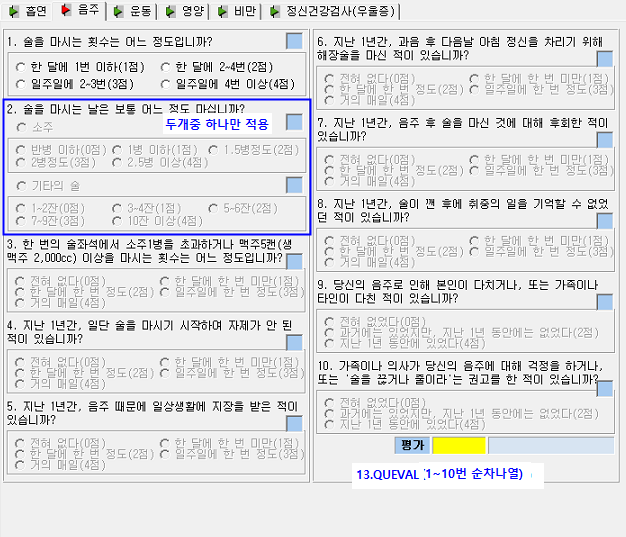 흡연 음주 운동 영양 비만 정신건강검사(우울증)
1. 술을 마시는 횟수는 어느 정도입니까?
한 달에 1번 이하(1점) 한 달에 2~4번(2점)
일주일에 2~3번(3점) 일주일에 4번 이상(4점)
2. 술을 마시는 날은 보통 어느 정도 마십니까?
소주
두개중 하나만 적용
반병 이하(0점) 1병 이하(1점) 1.5병정도(2점)
2병정도(3점) 2.5병 이상(4점)
기타의 술
1-2잔(0점) 3-4잔(1점) 5-6잔(2점)
7-9잔(3점) 10잔 이상(4점)
3. 한 번의 술좌석에서 소주1병을 초과하거나 맥주5캔(생
맥주 2,000cc) 이상을 마시는 횟수는 어느 정도입니까?
전혀 없다(0점) 한 달에 한 번 미만(1점)
한 달에 한 번 정도(2점) 일주일에 한 번 정도(3점)
거의 매일(4점)
4. 지난 1년간, 일단 술을 마시기 시작하여 자제가 안 된
적이 있습니까?
전혀 없다(0점) 한 달에 한 번 미만(1점)
한 달에 한 번 정도(2점) 일주일에 한 번 정도(3점)
거의 매일(4점)
5. 지난 1년간, 음주 때문에 일상생활에 지장을 받은 적이
있습니까?
전혀 없다(0점) 한 달에 한 번 미만(1점)
한 달에 한 번 정도(2점) 일주일에 한 번 정도(3점)
거의 매일(4점)
6. 지난 1년간, 과음 후 다음날 아침 정신을 차리기 위해
해장술을 마신 적이 있습니까?
전혀 없다(0점) 한 달에 한 번 미만(1점)
한 달에 한 번 정도(2점) 일주일에 한 번 정도(3점)
거의 매일(4점)
7. 지난 1년간, 음주 후 술을 마신 것에 대해 후회한 적이
있습니까?
전혀 없다(0점) 한 달에 한 번 미만(1점)
한 달에 한 번 정도(2점) 일주일에 한 번 정도(3점)
거의 매일(4점)
8. 지난 1년간, 술이 깬 후에 취중의 일을 기억할 수 없었
던 적이 있습니까?
전혀 없다(0점) 한 달에 한 번 미만(1점)
한 달에 한 번 정도(2점) 일주일에 한 번 정도(3점)
거의 매일(4점)
9. 당신의 음주로 인해 본인이 다치거나, 또는 가족이나
타인이 다친 적이 있습니까?
전혀 없었다(0점)
과거에는 있었지만, 지난 1년 동안에는 없었다(2점)
지난 1년 동안에 있었다(4점)
10. 가족이나 의사가 당신의 음주에 대해 걱정을 하거나,
또는 '술을 끊거나 줄이라'는 권고를 한 적이 있습니까?
전혀 없었다(0점)
과거에는 있었지만, 지난 1년 동안에는 없었다(2점)
지난 1년 동안에 있었다(4점)
평가
13.QUEVAL (1~10번 순차나열)